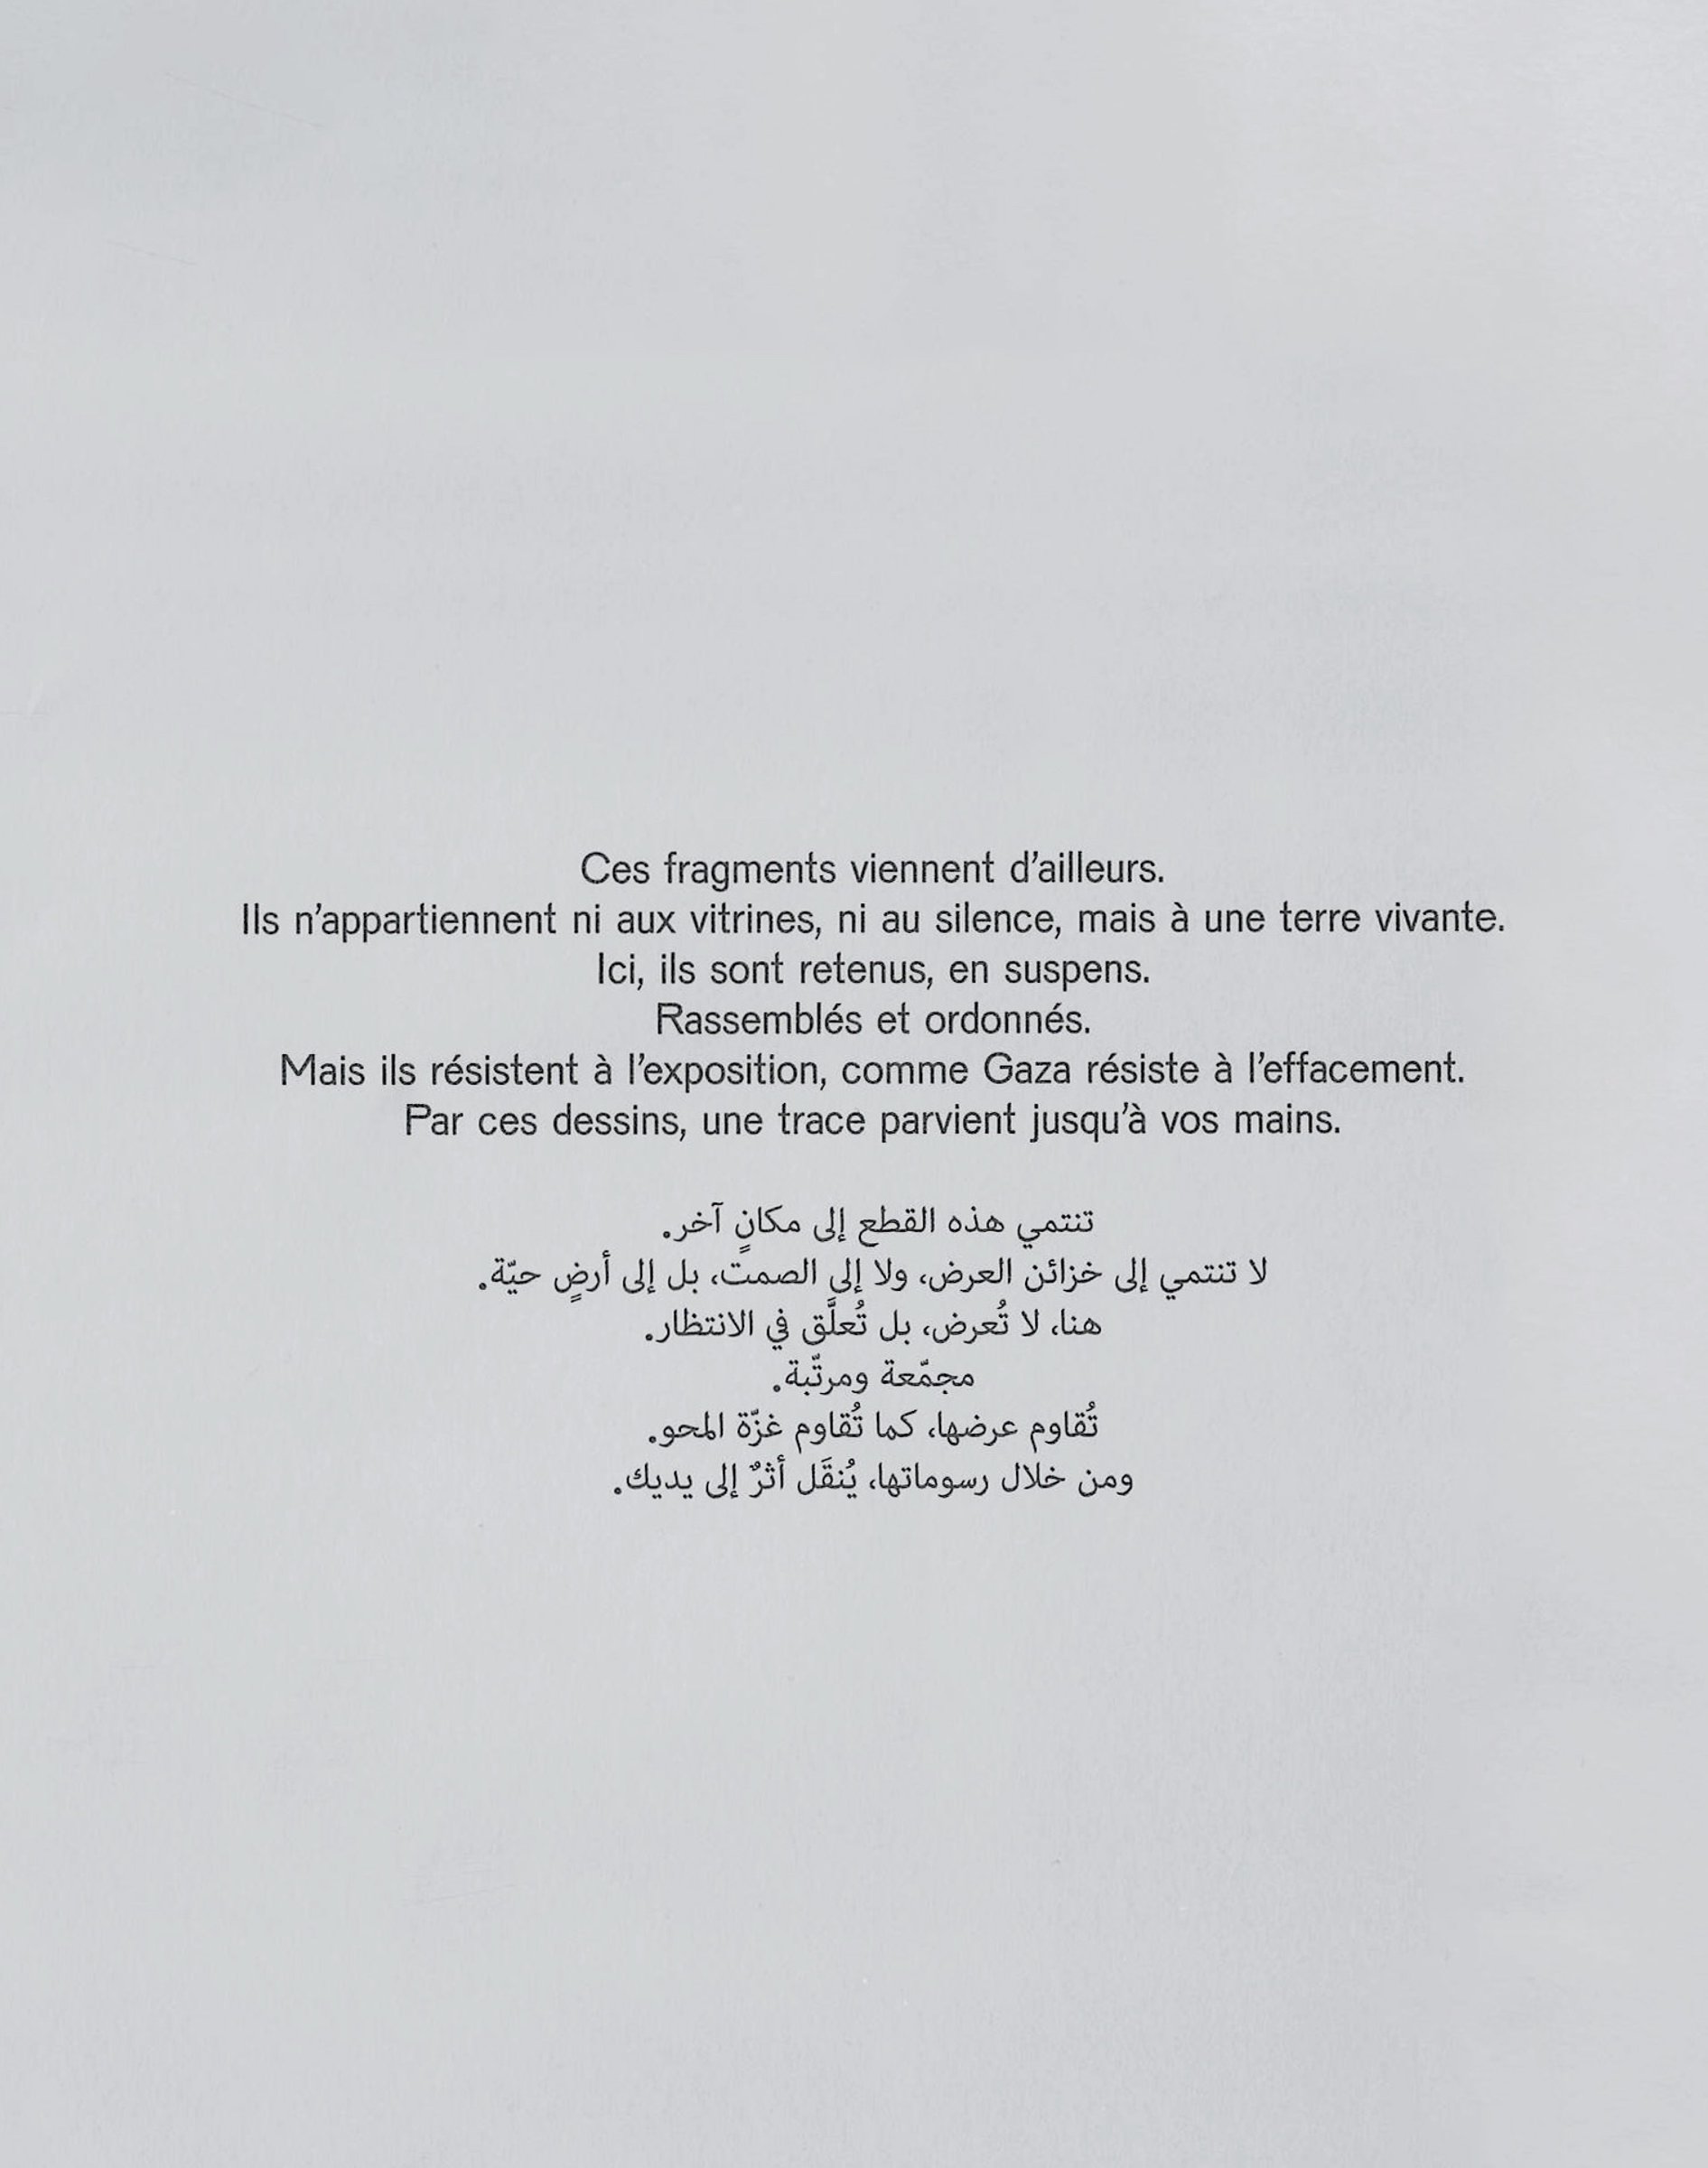 Ces fragments viennent d’ailleurs.
Ils n’appartiennent ni aux vitrines, ni au silence, mais à une terre vivante.
Ici, ils sont retenus, en suspens.
Rassemblés et ordonnés.
Mais ils résistent à l’exposition, comme Gaza résiste à l’effacement.
Par ces dessins, une trace parvient jusqu’à vos mains.
تنتمي هذه القطع إلى مكانٍ آخر.
لا تنتمي إلى خزائن العرض، ولا إلى الصمت، بل إلى أرضٍ حيّة.
هنا، لا تُعرض، بل تُعلَّق في الانتظار.
مجمّعة ومرتّبة.
تُقاوم عرضها، كما تُقاوم غزّة المحو.
ومن خلال رسوماتها، يُنقَل أثرٌ إلى يديك.